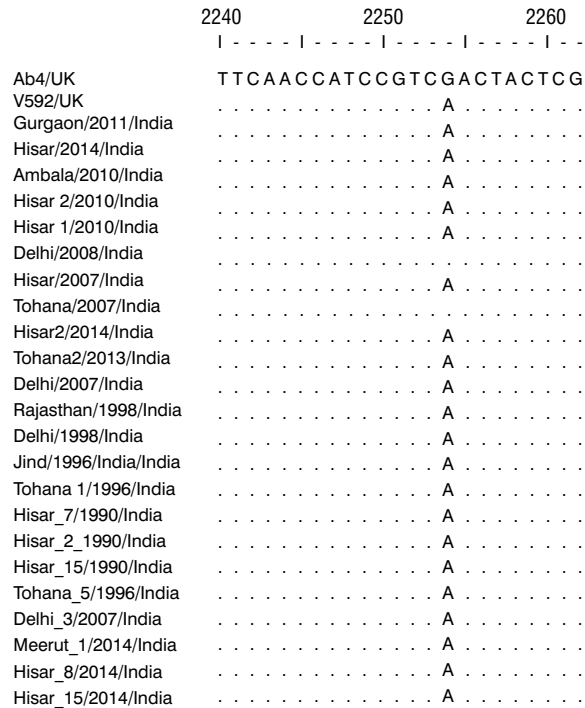 2240 2250 2260
I - - - - I - - - - I - - - - I - - - - I - -
Ab4/UK T T C A A C C A T C C G T C G A C T A C T C G
V592/UK . . . . . . . . . . . . . . A . . . . . . . .
Gurgaon/2011/India . . . . . . . . . . . . . . A . . . . . . . .
Hisar/2014/India . . . . . . . . . . . . . . A . . . . . . . .
Ambala/2010/India . . . . . . . . . . . . . . A . . . . . . . .
Hisar 2/2010/India . . . . . . . . . . . . . . A . . . . . . . .
Hisar 1/2010/India . . . . . . . . . . . . . . A . . . . . . . .
Delhi/2008/India . . . . . . . . . . . . . . . . . . . . . . .
Hisar/2007/India . . . . . . . . . . . . . . A . . . . . . . .
Tohana/2007/India . . . . . . . . . . . . . . . . . . . . . . .
Hisar2/2014/India . . . . . . . . . . . . . . A . . . . . . . .
Tohana2/2013/India . . . . . . . . . . . . . . A . . . . . . . .
Delhi/2007/India . . . . . . . . . . . . . . A . . . . . . . .
Rajasthan/1998/India . . . . . . . . . . . . . . A . . . . . . . .
Delhi/1998/India . . . . . . . . . . . . . . A . . . . . . . .
Jind/1996/India/India . . . . . . . . . . . . . . A . . . . . . . .
Tohana 1/1996/India . . . . . . . . . . . . . . A . . . . . . . .
Hisar_7/1990/India . . . . . . . . . . . . . . A . . . . . . . .
Hisar_2_1990/India . . . . . . . . . . . . . . A . . . . . . . .
Hisar_15/1990/India . . . . . . . . . . . . . . A . . . . . . . .
Tohana_5/1996/India . . . . . . . . . . . . . . A . . . . . . . .
Delhi_3/2007/India . . . . . . . . . . . . . . A . . . . . . . .
Meerut_1/2014/India . . . . . . . . . . . . . . A . . . . . . . .
Hisar_8/2014/India . . . . . . . . . . . . . . A . . . . . . . .
Hisar_15/2014/India . . . . . . . . . . . . . . A . . . . . . . .